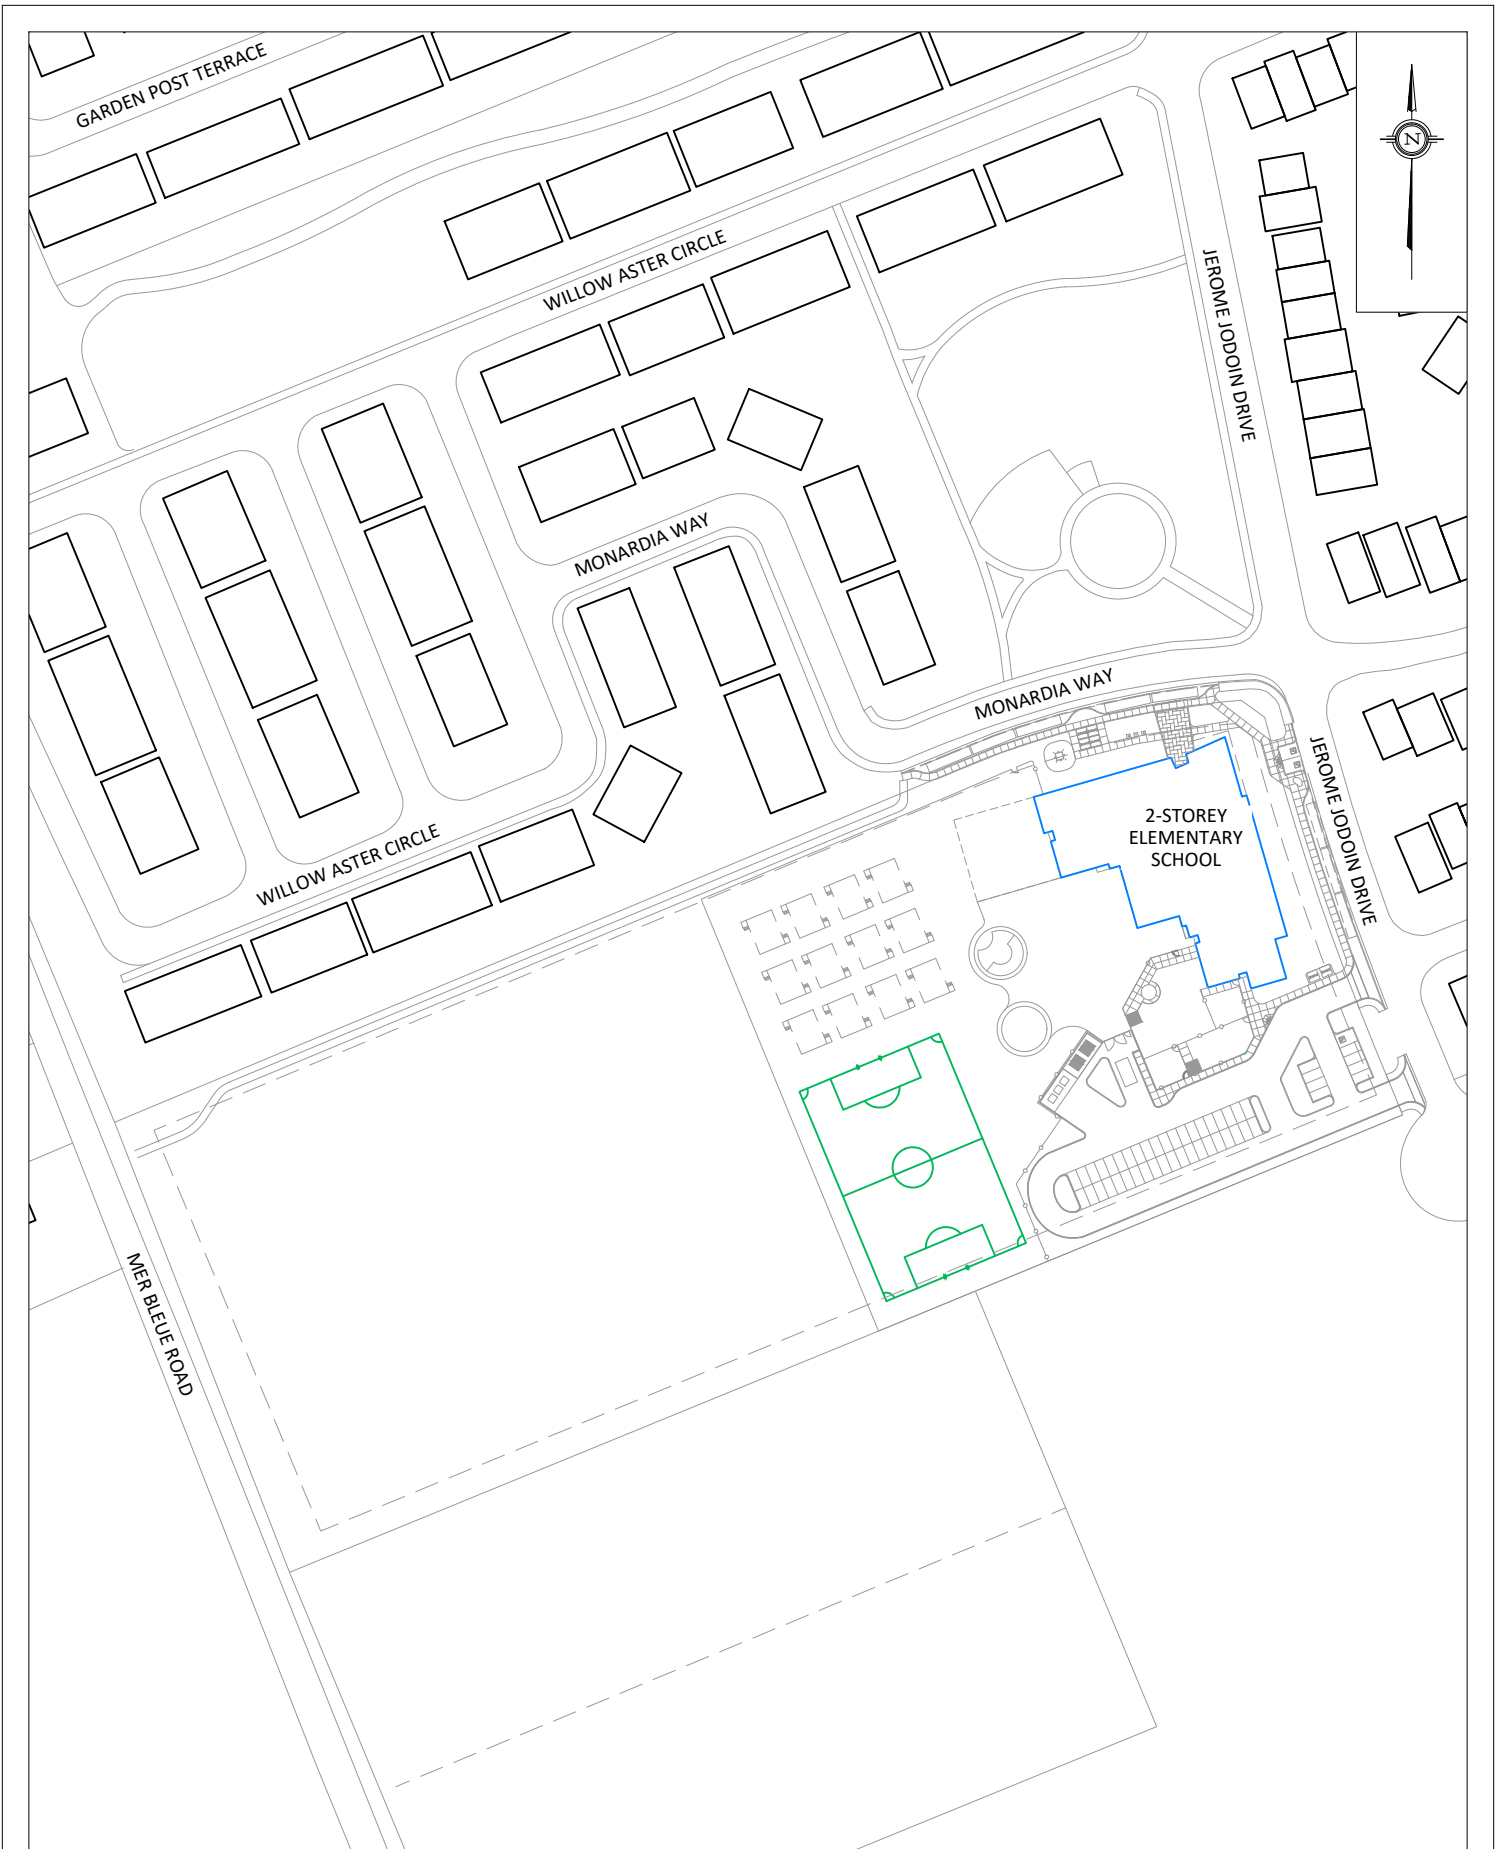 GARDEN POST TERRACE
N
WILLOW ASTER CIRCLE
JEROME JODOIN DRIVE
MONARDIA WAY
MONARDIA WAY
JEROME JODOIN DRIVE
2-STOREY
ELEMENTARY
SCHOOL
WILLOW ASTER CIRCLE
MER BLEUE ROAD